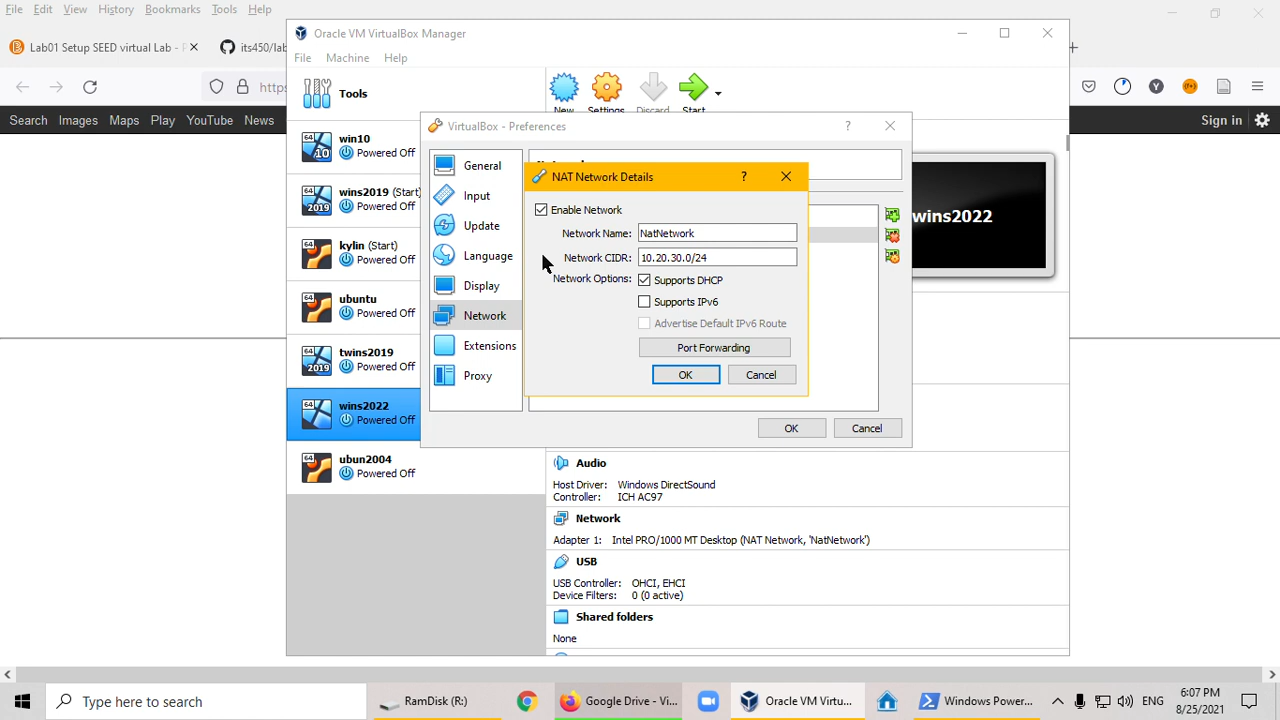 File Edit View History Bookmarks Tools Help
Oracle VM VirtualBox Manager
Lab01 Setup SEED virtual Lab -
its450/lab
File Machine Help
https
Tools
New Settings Discard Start
Search Images Maps Play YouTube News
Sign in
VirtualBox - Preferences
win10
Powered Off
wins2019 (Start)
Powered Off
kylin (Start)
Powered Off
ubuntu
Powered Off
twins2019
Powered Off
wins2022
Powered Off
ubun2004
Powered Off
General
Input
Update
Language
Display
Network
Extensions
Proxy
NAT Network Details
Enable Network
Network Name: NatNetwork
Network CIDR: 10.20.30.0/24
Network Options: Supports DHCP
Supports IPv6
Advertise Default IPv6 Route
Port Forwarding
OK Cancel
OK Cancel
wins2022
Audio
Host Driver: Windows DirectSound
Controller: ICH AC97
Network
Adapter 1: Intel PRO/1000 MT Desktop (NAT Network, 'NatNetwork')
USB
USB Controller: OHCI, EHCI
Device Filters: 0 (0 active)
Shared folders
None
Type here to search
RamDisk (R:)
Google Drive - Vi...
Oracle VM Virtu...
Windows Power...
ENG
6:07 PM
8/25/2021